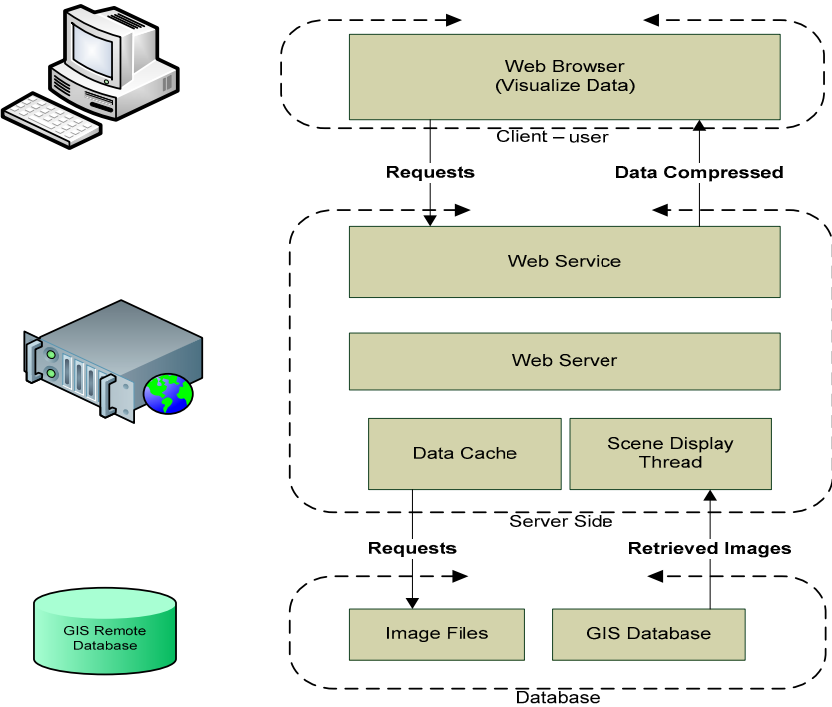 Web Browser
(Visualize Data)
Client – user
Requests
Data Compressed
Web Service
Web Server
Data Cache
Scene Display
Thread
Server Side
Requests
Retrieved Images
GIS Remote
Database
Image Files
GIS Database
Database